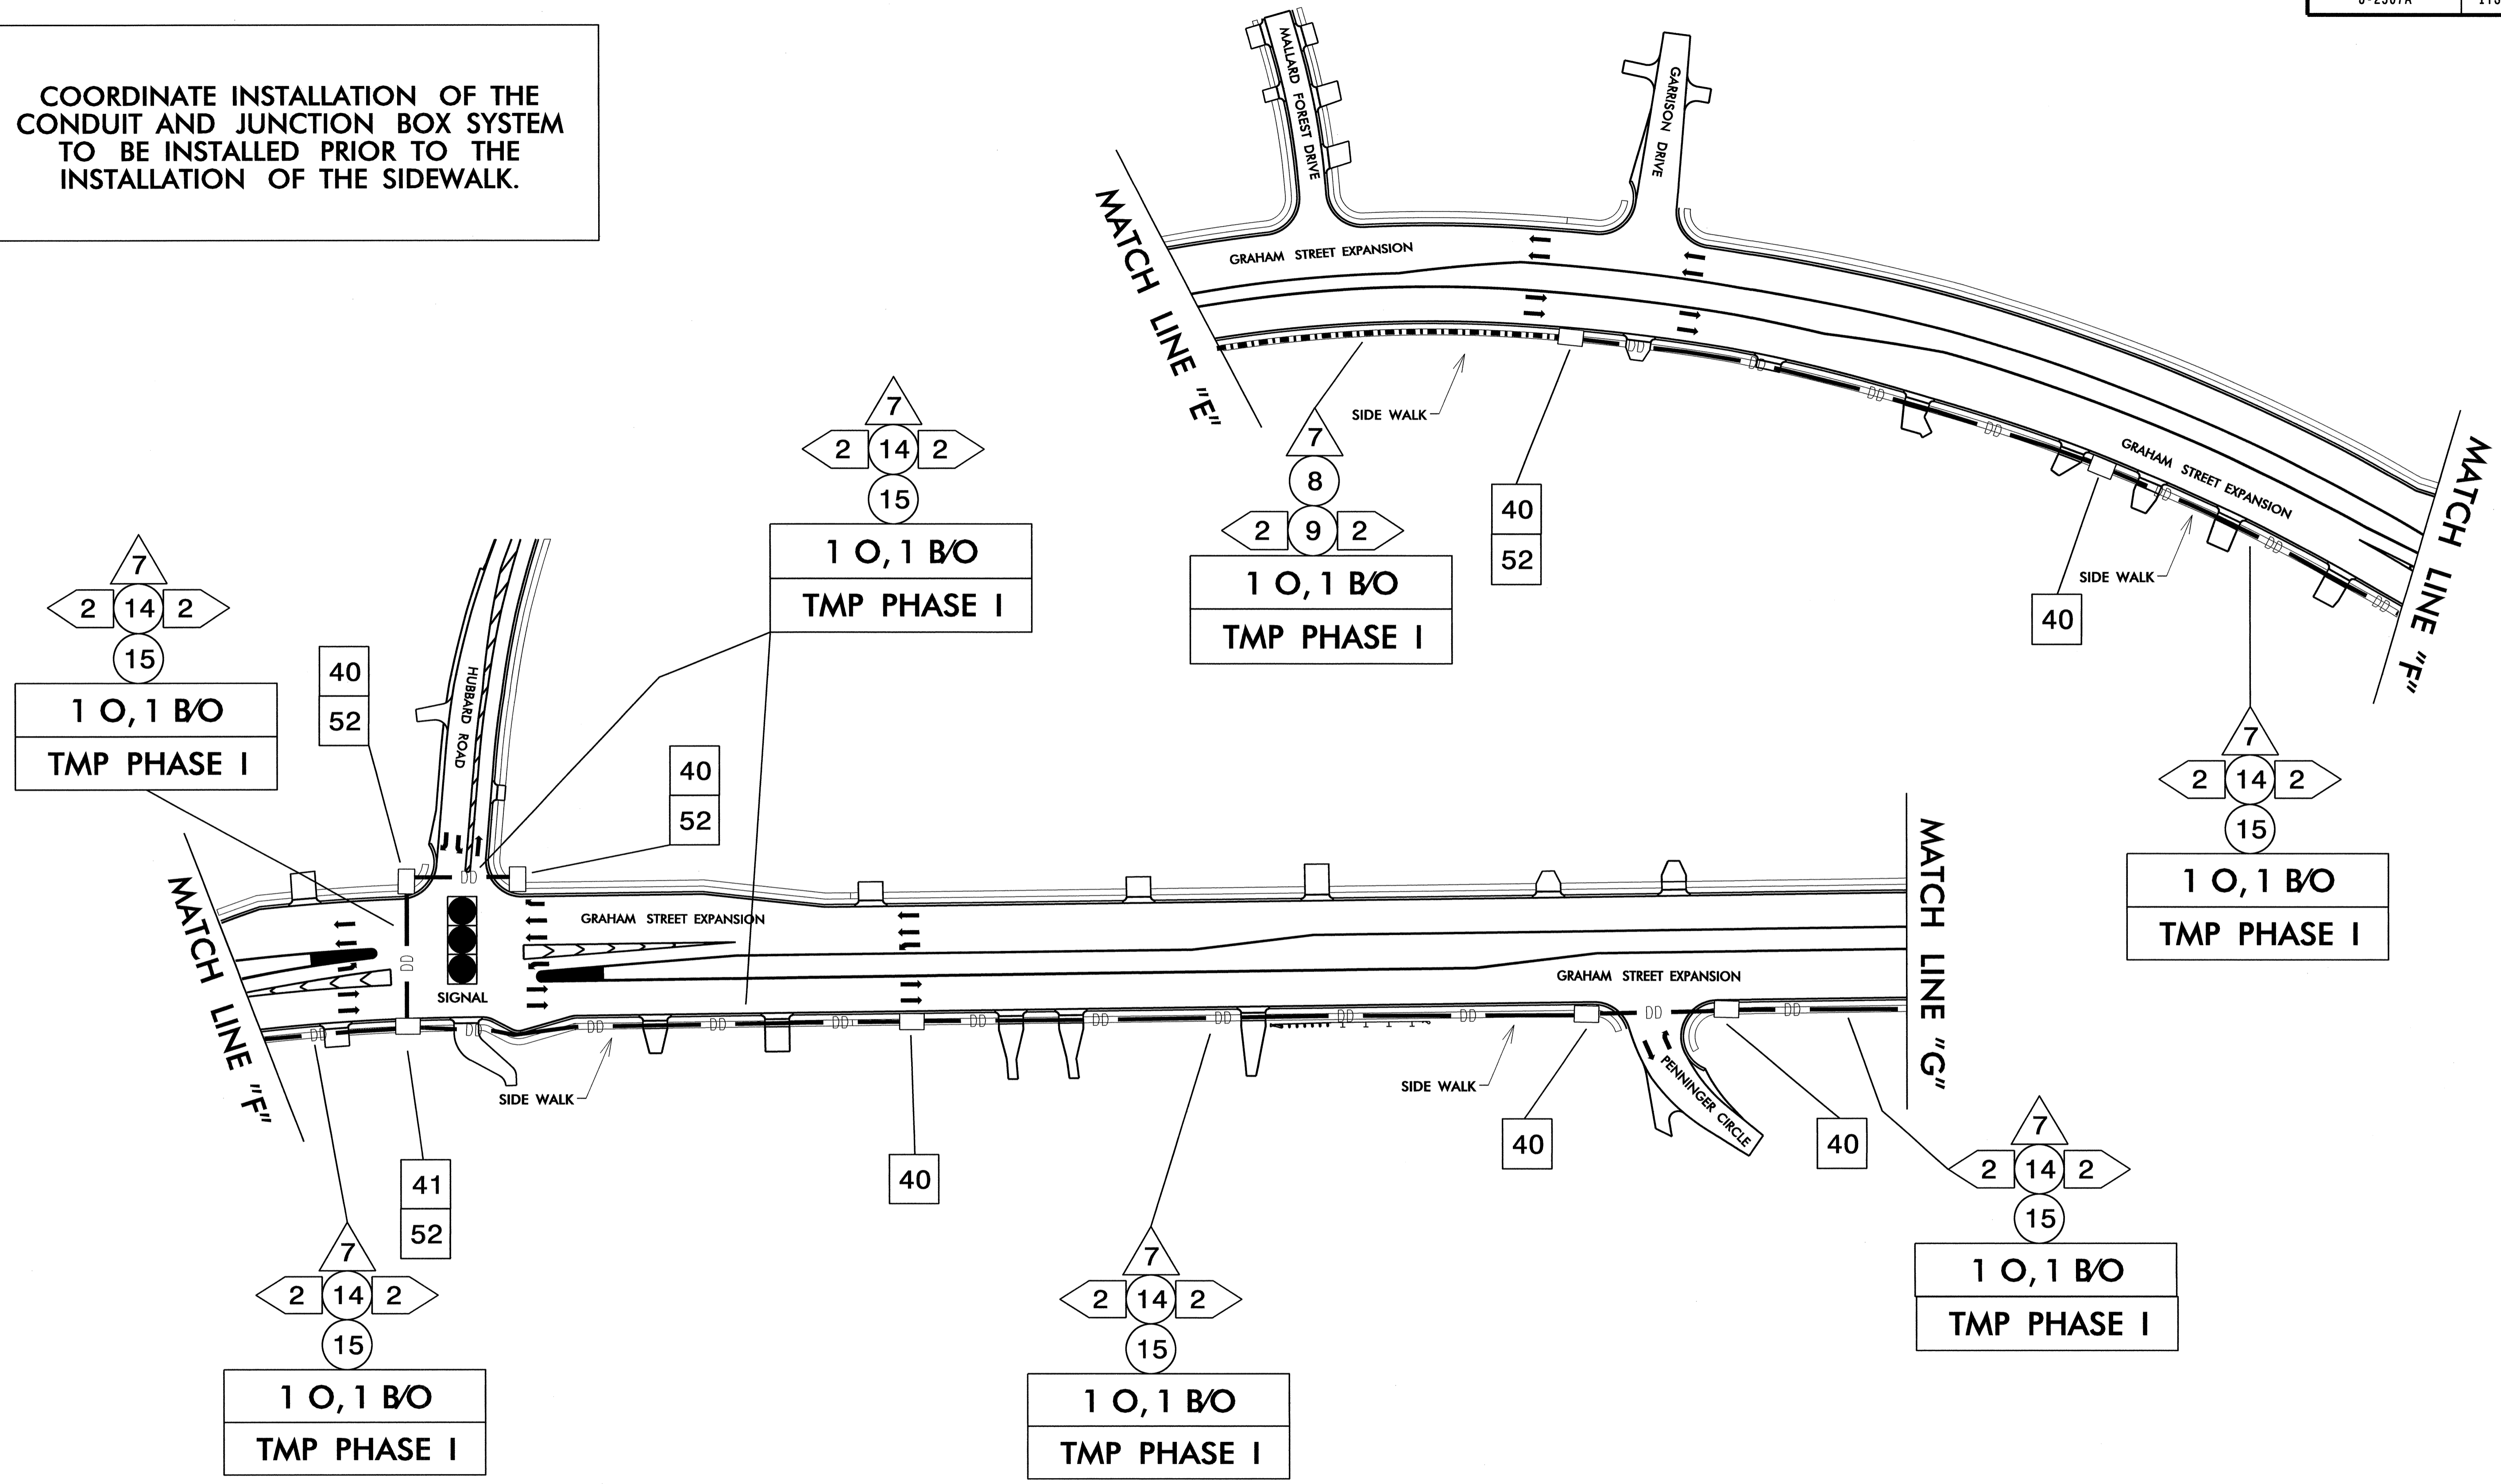 COORDINATE INSTALLATION OF THE
CONDUIT AND JUNCTION BOX SYSTEM
TO BE INSTALLED PRIOR TO THE
INSTALLATION OF THE SIDEWALK.
MALLARD FOREST DRIVE
GARRISON DRIVE
MATCH LINE "E"
GRAHAM STREET EXPANSION
SIDE WALK
7
8
2 9 2
1 O, 1 B/O
TMP PHASE I
40
52
GRAHAM STREET EXPANSION
SIDE WALK
40
MATCH LINE "F"
7
2 14 2
15
1 O, 1 B/O
TMP PHASE I
7
2 14 2
15
1 O, 1 B/O
TMP PHASE I
7
2 14 2
15
1 O, 1 B/O
TMP PHASE I
40
52
HUBBARD ROAD
40
52
MATCH LINE "F"
SIGNAL
GRAHAM STREET EXPANSION
GRAHAM STREET EXPANSION
MATCH LINE "G"
SIDE WALK
SIDE WALK
PENNINGER CIRCLE
41
52
40
40
40
7
2 14 2
15
1 O, 1 B/O
TMP PHASE I
7
2 14 2
15
1 O, 1 B/O
TMP PHASE I
7
2 14 2
15
1 O, 1 B/O
TMP PHASE I